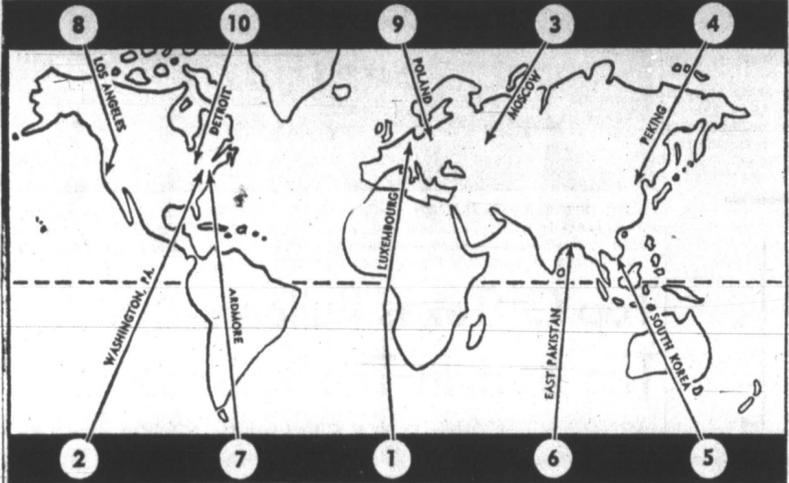 8
10
9
3
4
LOS ANGELES
DETROIT
POLAND
MOSCOW
PEKING
WASHINGTON, PA.
ARDMORE
LUXEMBOURG
EAST PAKISTAN
SOUTH KOREA
2
7
1
6
5